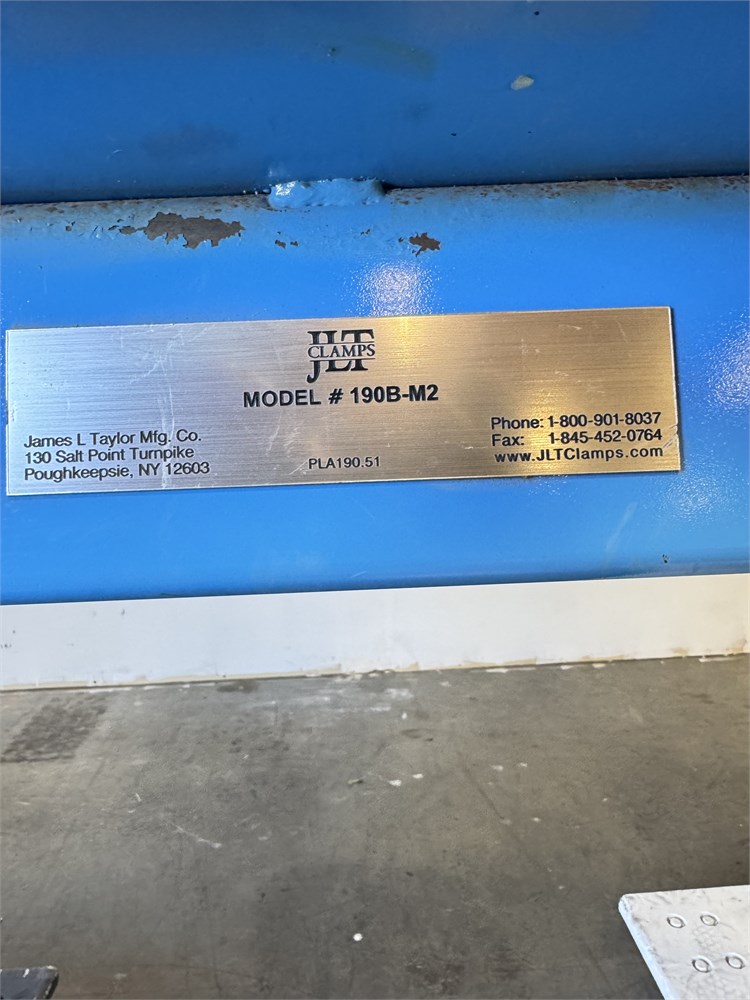 JLT
CLAMPS
MODEL # 190B-M2
James L Taylor Mfg. Co.
130 Salt Point Turnpike
Poughkeepsie, NY 12603
PLA190.51
Phone: 1-800-901-8037
Fax: 1-845-452-0764
www.JLTClamps.com